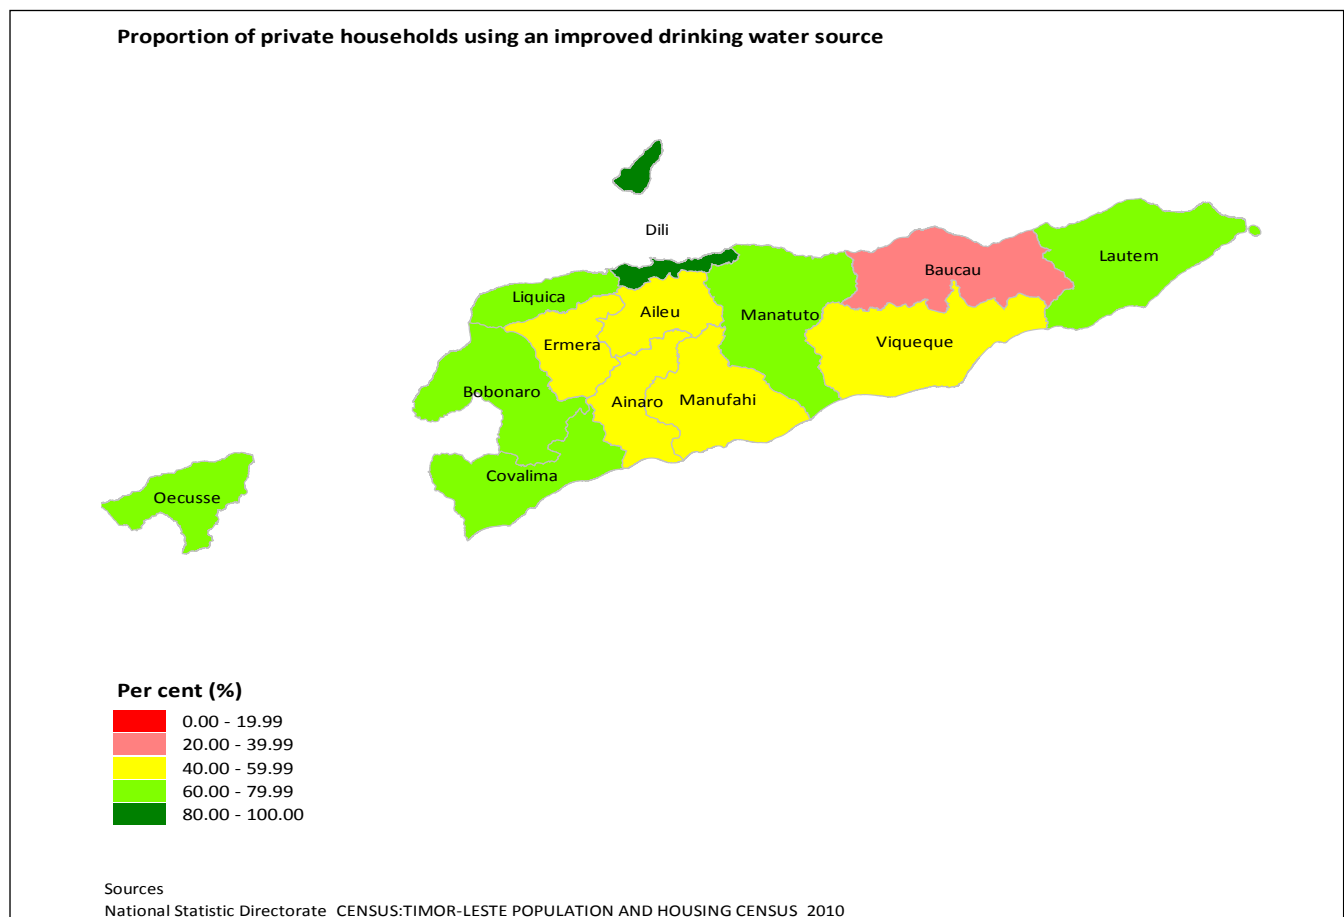 Proportion of private households using an improved drinking water source
Dili
Lautem
Baucau
Liquica
Aileu
Manatuto
Ermera
Viqueque
Bobonaro
Ainaro
Manufahi
Covalima
Oecusse
Per cent (%)
0.00 - 19.99
20.00 - 39.99
40.00 - 59.99
60.00 - 79.99
80.00 - 100.00
Sources
National Statistic Directorate CENSUS:TIMOR-LESTE POPULATION AND HOUSING CENSUS 2010